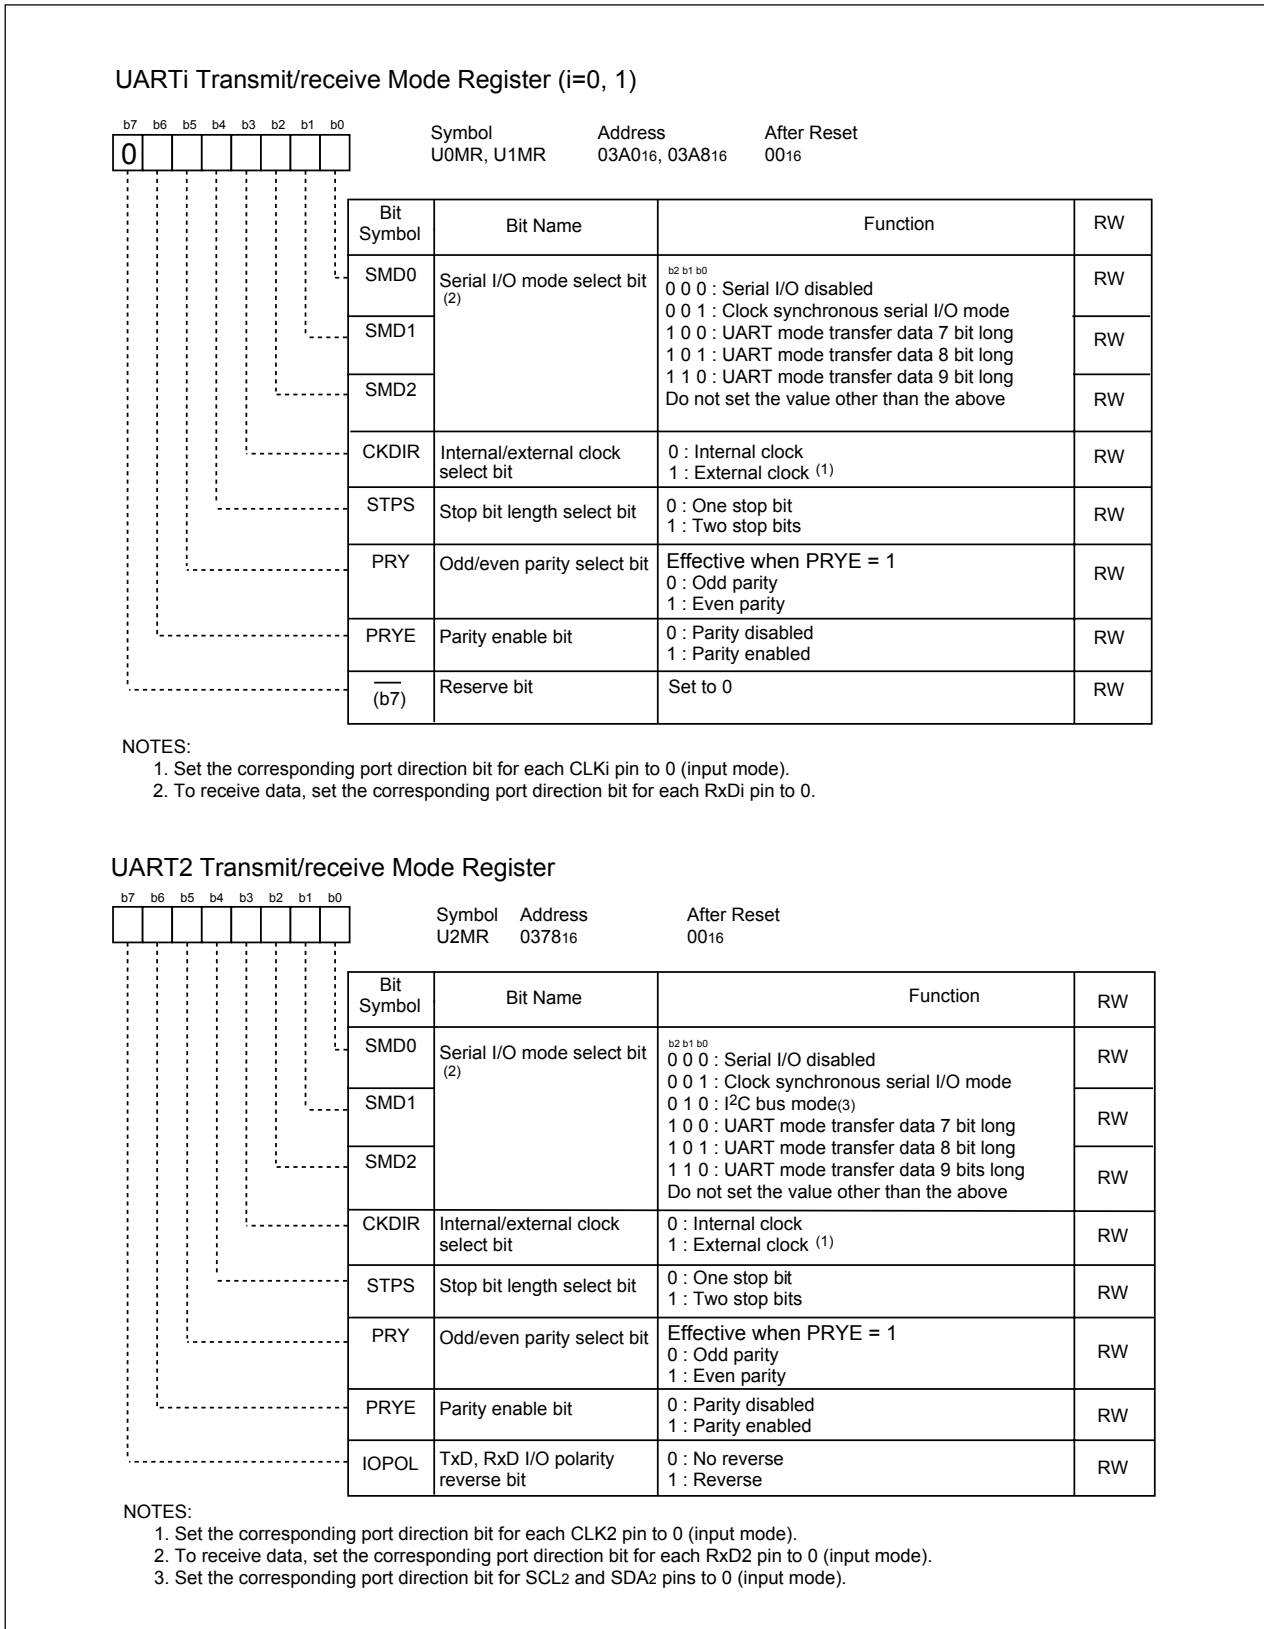 UARTi Transmit/receive Mode Register (i=0, 1)
b7 b6 b5 b4 b3 b2 b1 b0
0
Symbol Address After Reset
U0MR, U1MR 03A016, 03A816 0016
Bit Symbol Bit Name Function RW
SMD0 Serial I/O mode select bit (2) RW
SMD1 RW
SMD2 RW
b2 b1 b0
0 0 0 : Serial I/O disabled
0 0 1 : Clock synchronous serial I/O mode
1 0 0 : UART mode transfer data 7 bit long
1 0 1 : UART mode transfer data 8 bit long
1 1 0 : UART mode transfer data 9 bit long
Do not set the value other than the above
CKDIR Internal/external clock select bit RW
0 : Internal clock
1 : External clock (1)
STPS Stop bit length select bit RW
0 : One stop bit
1 : Two stop bits
PRY Odd/even parity select bit RW
Effective when PRYE = 1
0 : Odd parity
1 : Even parity
PRYE Parity enable bit RW
0 : Parity disabled
1 : Parity enabled
(b7) Reserve bit Set to 0 RW
NOTES:
1. Set the corresponding port direction bit for each CLKi pin to 0 (input mode).
2. To receive data, set the corresponding port direction bit for each RxDi pin to 0.
UART2 Transmit/receive Mode Register
b7 b6 b5 b4 b3 b2 b1 b0
Symbol Address After Reset
U2MR 037816 0016
Bit Symbol Bit Name Function RW
SMD0 Serial I/O mode select bit (2) RW
SMD1 RW
SMD2 RW
b2 b1 b0
0 0 0 : Serial I/O disabled
0 0 1 : Clock synchronous serial I/O mode
0 1 0 : I2C bus mode(3)
1 0 0 : UART mode transfer data 7 bit long
1 0 1 : UART mode transfer data 8 bit long
1 1 0 : UART mode transfer data 9 bits long
Do not set the value other than the above
CKDIR Internal/external clock select bit RW
0 : Internal clock
1 : External clock (1)
STPS Stop bit length select bit RW
0 : One stop bit
1 : Two stop bits
PRY Odd/even parity select bit RW
Effective when PRYE = 1
0 : Odd parity
1 : Even parity
PRYE Parity enable bit RW
0 : Parity disabled
1 : Parity enabled
IOPOL TxD, RxD I/O polarity reverse bit RW
0 : No reverse
1 : Reverse
NOTES:
1. Set the corresponding port direction bit for each CLK2 pin to 0 (input mode).
2. To receive data, set the corresponding port direction bit for each RxD2 pin to 0 (input mode).
3. Set the corresponding port direction bit for SCL2 and SDA2 pins to 0 (input mode).